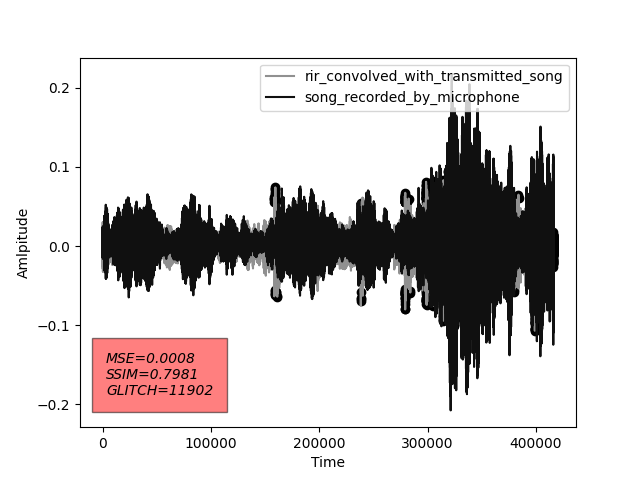 rir_convolved_with_transmitted_song
song_recorded_by_microphone
0.2
0.1
0.0
−0.1
−0.2
Amlpitude
MSE=0.0008
SSIM=0.7981
GLITCH=11902
0 100000 200000 300000 400000
Time